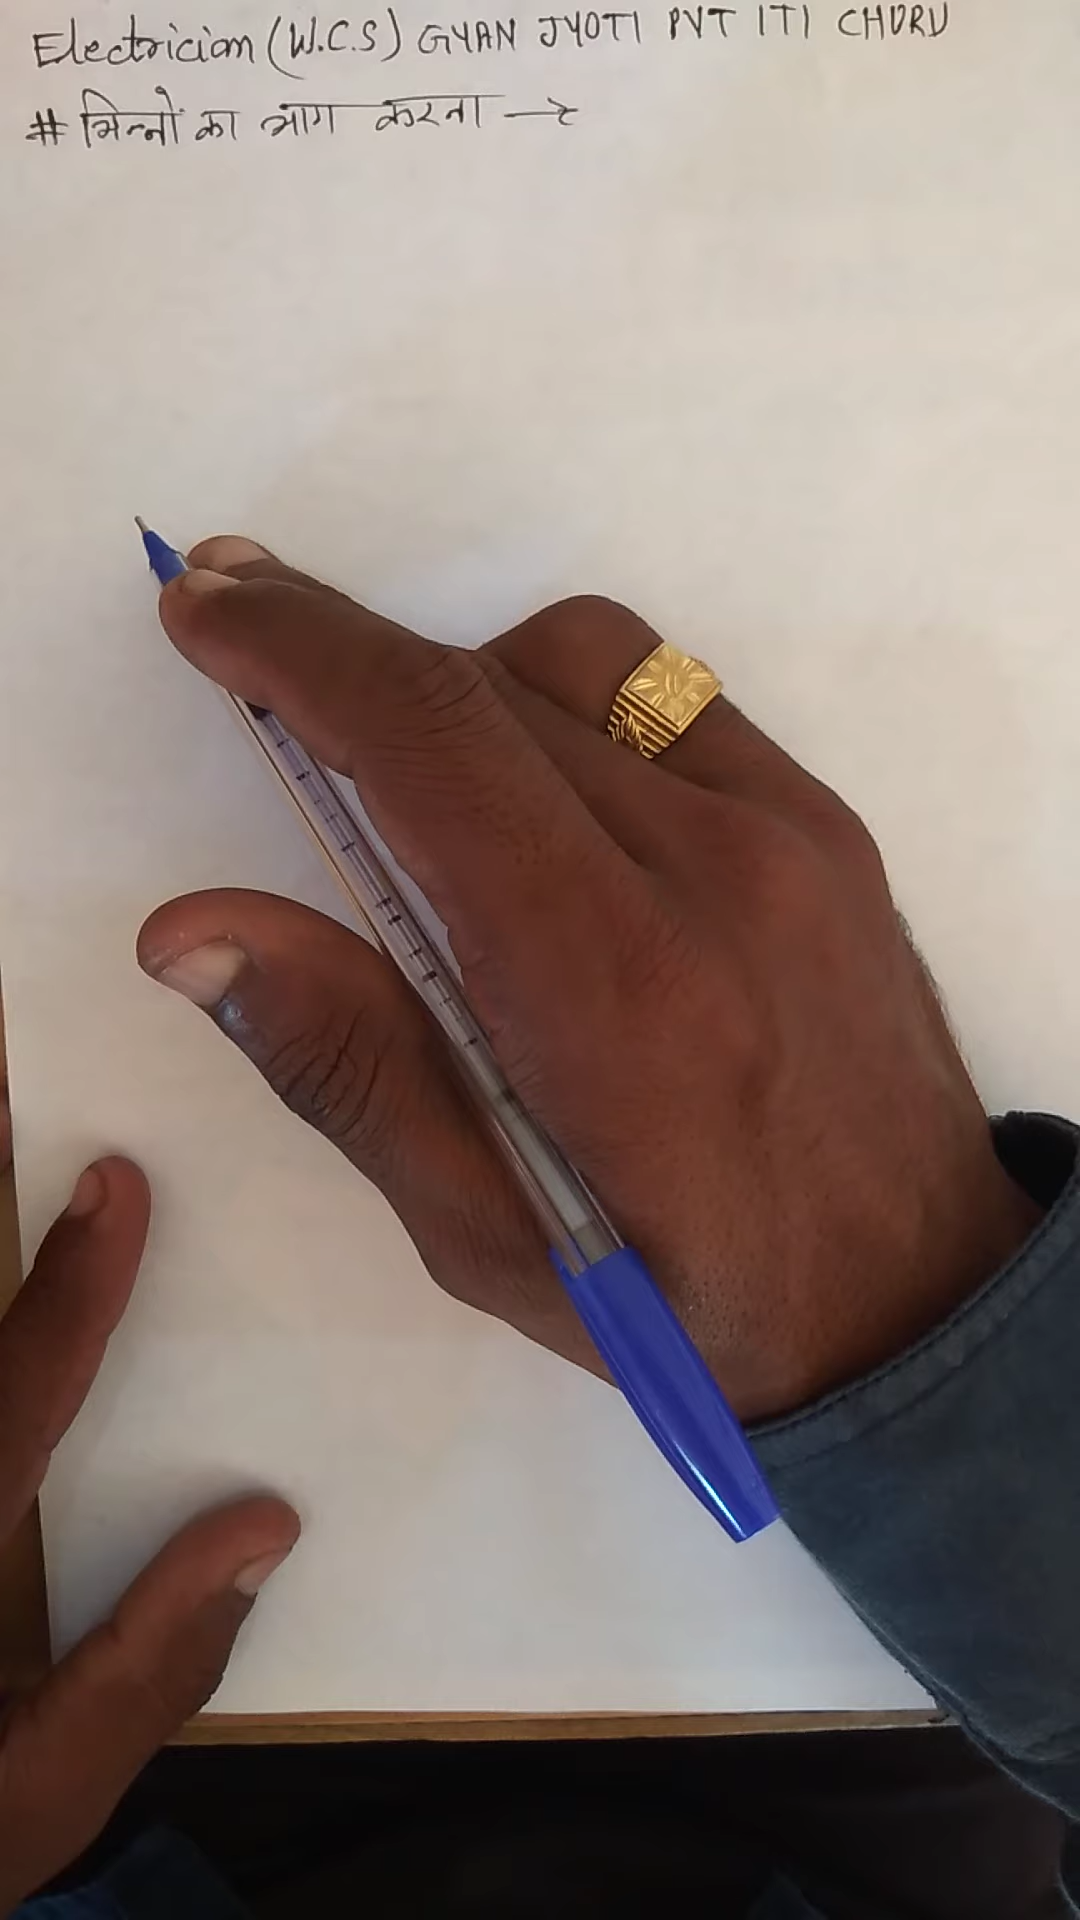 Electrician (W.C.S) GYAN JYOTI PVT ITI CHURU
# भिन्नों का भाग करना →